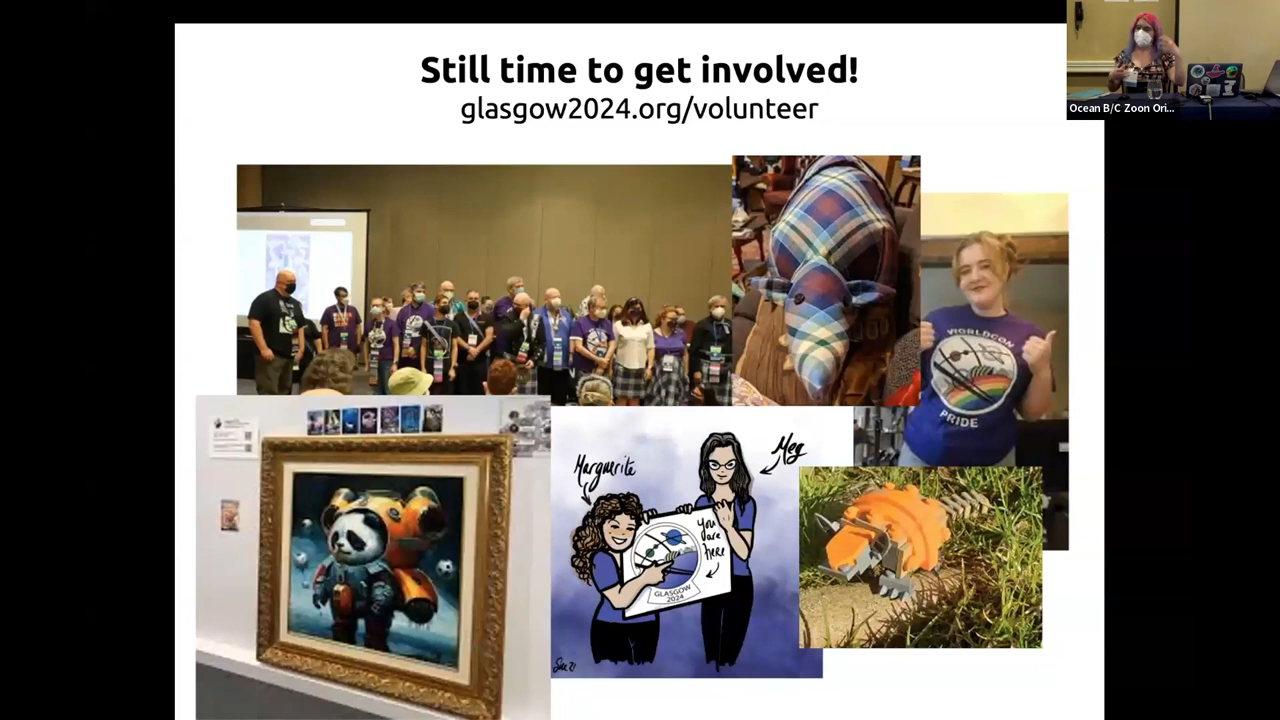 Still time to get involved!
glasgow2024.org/volunteer
Ocean B/C Zoon Ori...
WORLDCON
PRIDE
Marguerite
Meg
You
are
here
GLASGOW
2024